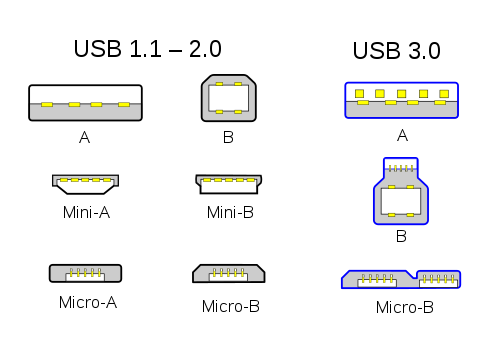 USB 1.1 – 2.0
USB 3.0
A
B
A
Mini-A
Mini-B
B
Micro-A
Micro-B
Micro-B